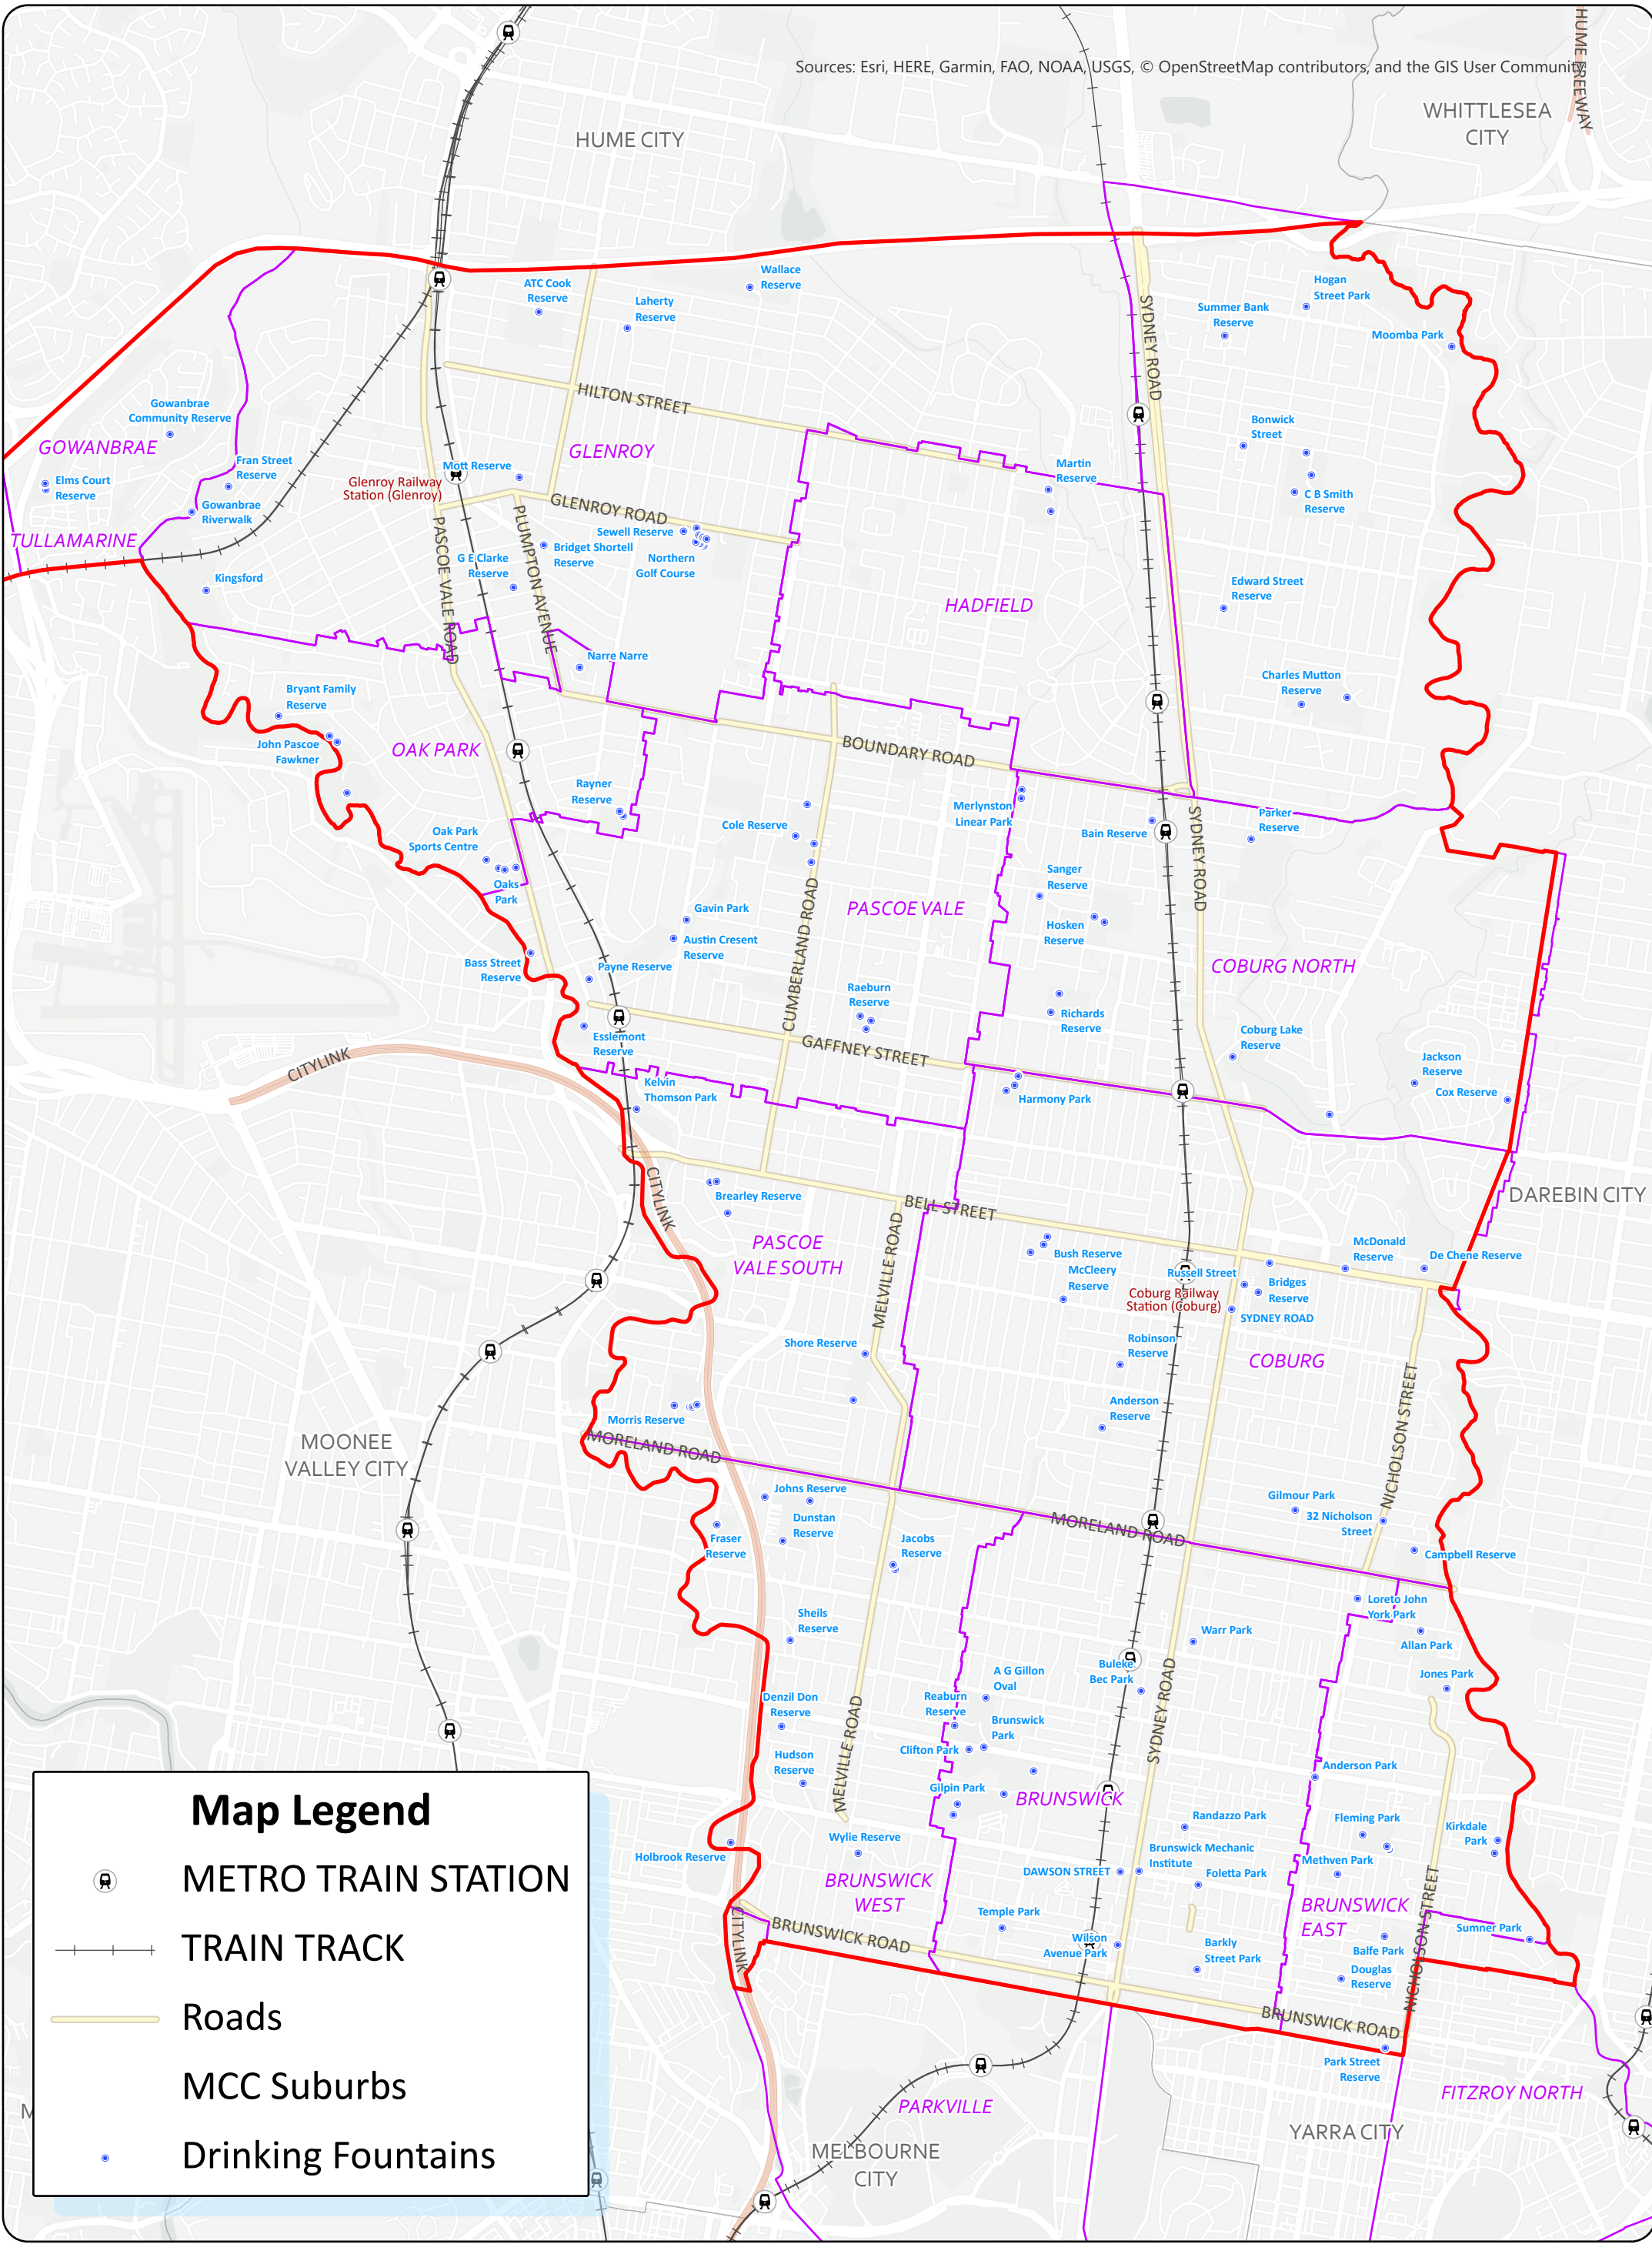 Sources: Esri, HERE, Garmin, FAO, NOAA, USGS, © OpenStreetMap contributors, and the GIS User Community
HUME FREEWAY
WHITTLESEA
CITY
HUME CITY
Wallace
Reserve
ATC Cook
Reserve
Laherty
Reserve
Hogan
Street Park
Summer Bank
Reserve
Moomba Park
SYDNEY ROAD
HILTON STREET
Gowanbrae
Community Reserve
GOWANBRAE
GLENROY
Bonwick
Street
Fran Street
Reserve
Mott Reserve
Martin
Reserve
Elms Court
Reserve
Glenroy Railway
Station (Glenroy)
C B Smith
Reserve
Gowanbrae
Riverwalk
GLENROY ROAD
TULLAMARINE
PASCOE VALE ROAD
PLUMPTON AVENUE
Sewell Reserve
Bridget Shortell
Reserve
G E Clarke
Reserve
Northern
Golf Course
Kingsford
HADFIELD
Edward Street
Reserve
Narre Narre
Charles Mutton
Reserve
Bryant Family
Reserve
John Pascoe
Fawkner
OAK PARK
BOUNDARY ROAD
Rayner
Reserve
Merlynston
Linear Park
Cole Reserve
Bain Reserve
Parker
Reserve
SYDNEY ROAD
Oak Park
Sports Centre
Oaks
Park
Sanger
Reserve
Gavin Park
PASCOE VALE
CUMBERLAND ROAD
Austin Cresent
Reserve
Hosken
Reserve
Bass Street
Reserve
Payne Reserve
COBURG NORTH
Raeburn
Reserve
Richards
Reserve
Esslemont
Reserve
GAFFNEY STREET
Coburg Lake
Reserve
CITYLINK
Jackson
Reserve
Cox Reserve
Kelvin
Thomson Park
Harmony Park
CITYLINK
Brearley Reserve
BELL STREET
DAREBIN CITY
PASCOE
VALE SOUTH
MELVILLE ROAD
Bush Reserve
McCleery
Reserve
McDonald
Reserve
De Chene Reserve
Russell Street
Bridges
Reserve
Coburg Railway
Station (Coburg)
SYDNEY ROAD
Shore Reserve
Robinson
Reserve
COBURG
NICHOLSON STREET
Anderson
Reserve
Morris Reserve
MORELAND ROAD
MOONEE
VALLEY CITY
Johns Reserve
Dunstan
Reserve
Fraser
Reserve
Jacobs
Reserve
MORELAND ROAD
Gilmour Park
32 Nicholson
Street
Campbell Reserve
Sheils
Reserve
Loreto John
York Park
Warr Park
Allan Park
A G Gillon
Oval
Buleke
Bec Park
Jones Park
Denzil Don
Reserve
Reaburn
Reserve
Brunswick
Park
Clifton Park
SYDNEY ROAD
MELVILLE ROAD
Hudson
Reserve
Anderson Park
Gilpin Park
BRUNSWICK
Randazzo Park
Fleming Park
Kirkdale
Park
Wylie Reserve
Holbrook Reserve
Brunswick Mechanic
Institute
Methven Park
DAWSON STREET
Foletta Park
BRUNSWICK
WEST
BRUNSWICK
EAST
NICHOLSON STREET
Temple Park
Sumner Park
CITYLINK
BRUNSWICK ROAD
Wilson
Avenue Park
Barkly
Street Park
Balfe Park
Douglas
Reserve
BRUNSWICK ROAD
Park Street
Reserve
PARKVILLE
FITZROY NORTH
YARRA CITY
MELBOURNE
CITY
M
Map Legend
METRO TRAIN STATION
TRAIN TRACK
Roads
MCC Suburbs
Drinking Fountains